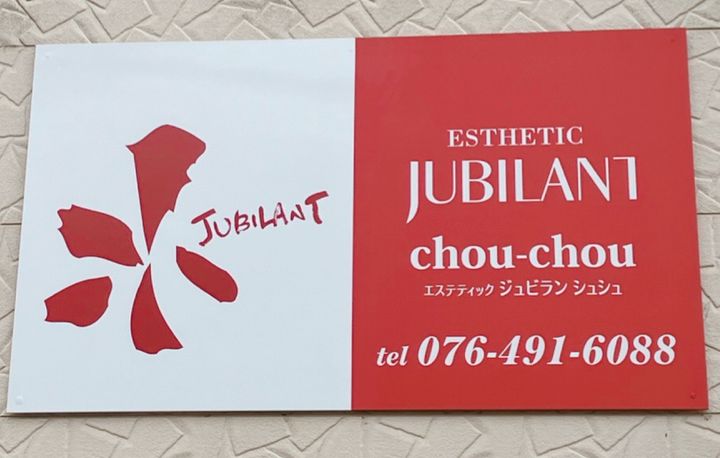 JUBILANT
ESTHETIC
JUBILANT
chou-chou
エステティック ジュビラン シュシュ
tel 076-491-6088